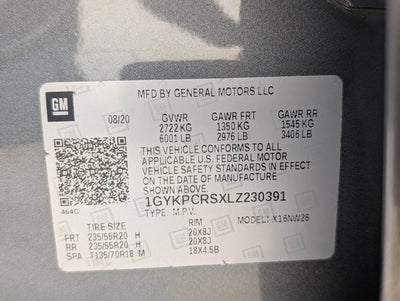 MFD BY GENERAL MOTORS LLC
GM
08/20 GVWR GAWR FRT GAWR RR
2722 KG 1350 KG 1545 KG
6001 LB 2976 LB 3406 LB
THIS VEHICLE CONFORMS TO ALL
APPLICABLE U.S. FEDERAL MOTOR
VEHICLE SAFETY STANDARDS IN EFFECT
ON THE DATE OF MANUFACTURE
SHOWN ABOVE.
1GYKPCRSXLZ230391
464C
TYPE: M.P.V. MODEL: X16NW26
TIRE SIZE RIM
FRT 235/55R20 H 20X8J
RR 235/55R20 H 20X8J
SPA T135/70R18 M 18X4.5B